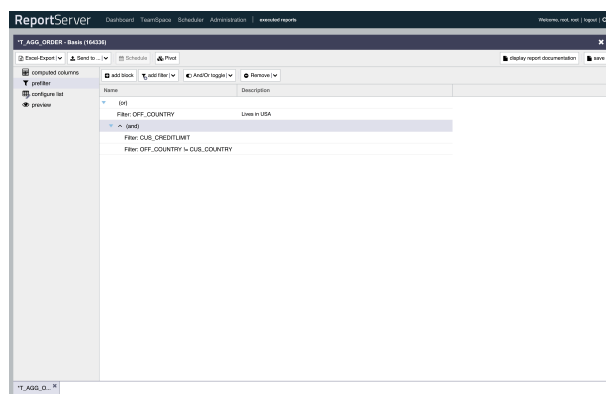 ReportServer Dashboard TeamSpace Scheduler Administration | executed reports Welcome, root, root | logout |
*T_AGG_ORDER - Basis (164336)
Excel-Export | Send to ... | Schedule Pivot display report documentation save
computed columns
prefilter
configure list
preview
add block add filter | And/Or toggle | Remove |
Name Description
(or)
Filter: OFF_COUNTRY Lives in USA
(and)
Filter: CUS_CREDITLIMIT
Filter: OFF_COUNTRY != CUS_COUNTRY
*T_AGG_O...